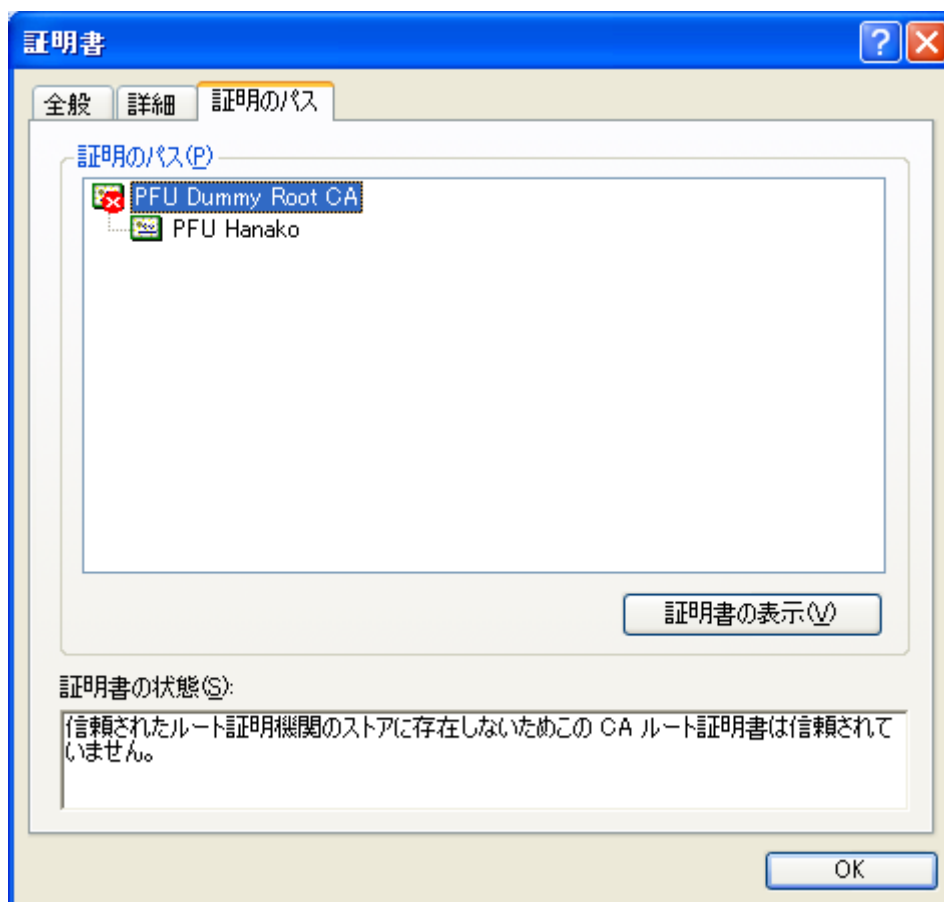 証明書
全般 詳細 証明のパス
証明のパス(P)
PFU Dummy Root CA
PFU Hanako
証明書の表示(V)
証明書の状態(S):
信頼されたルート証明機関のストアに存在しないためこの CA ルート証明書は信頼されて
いません。
OK